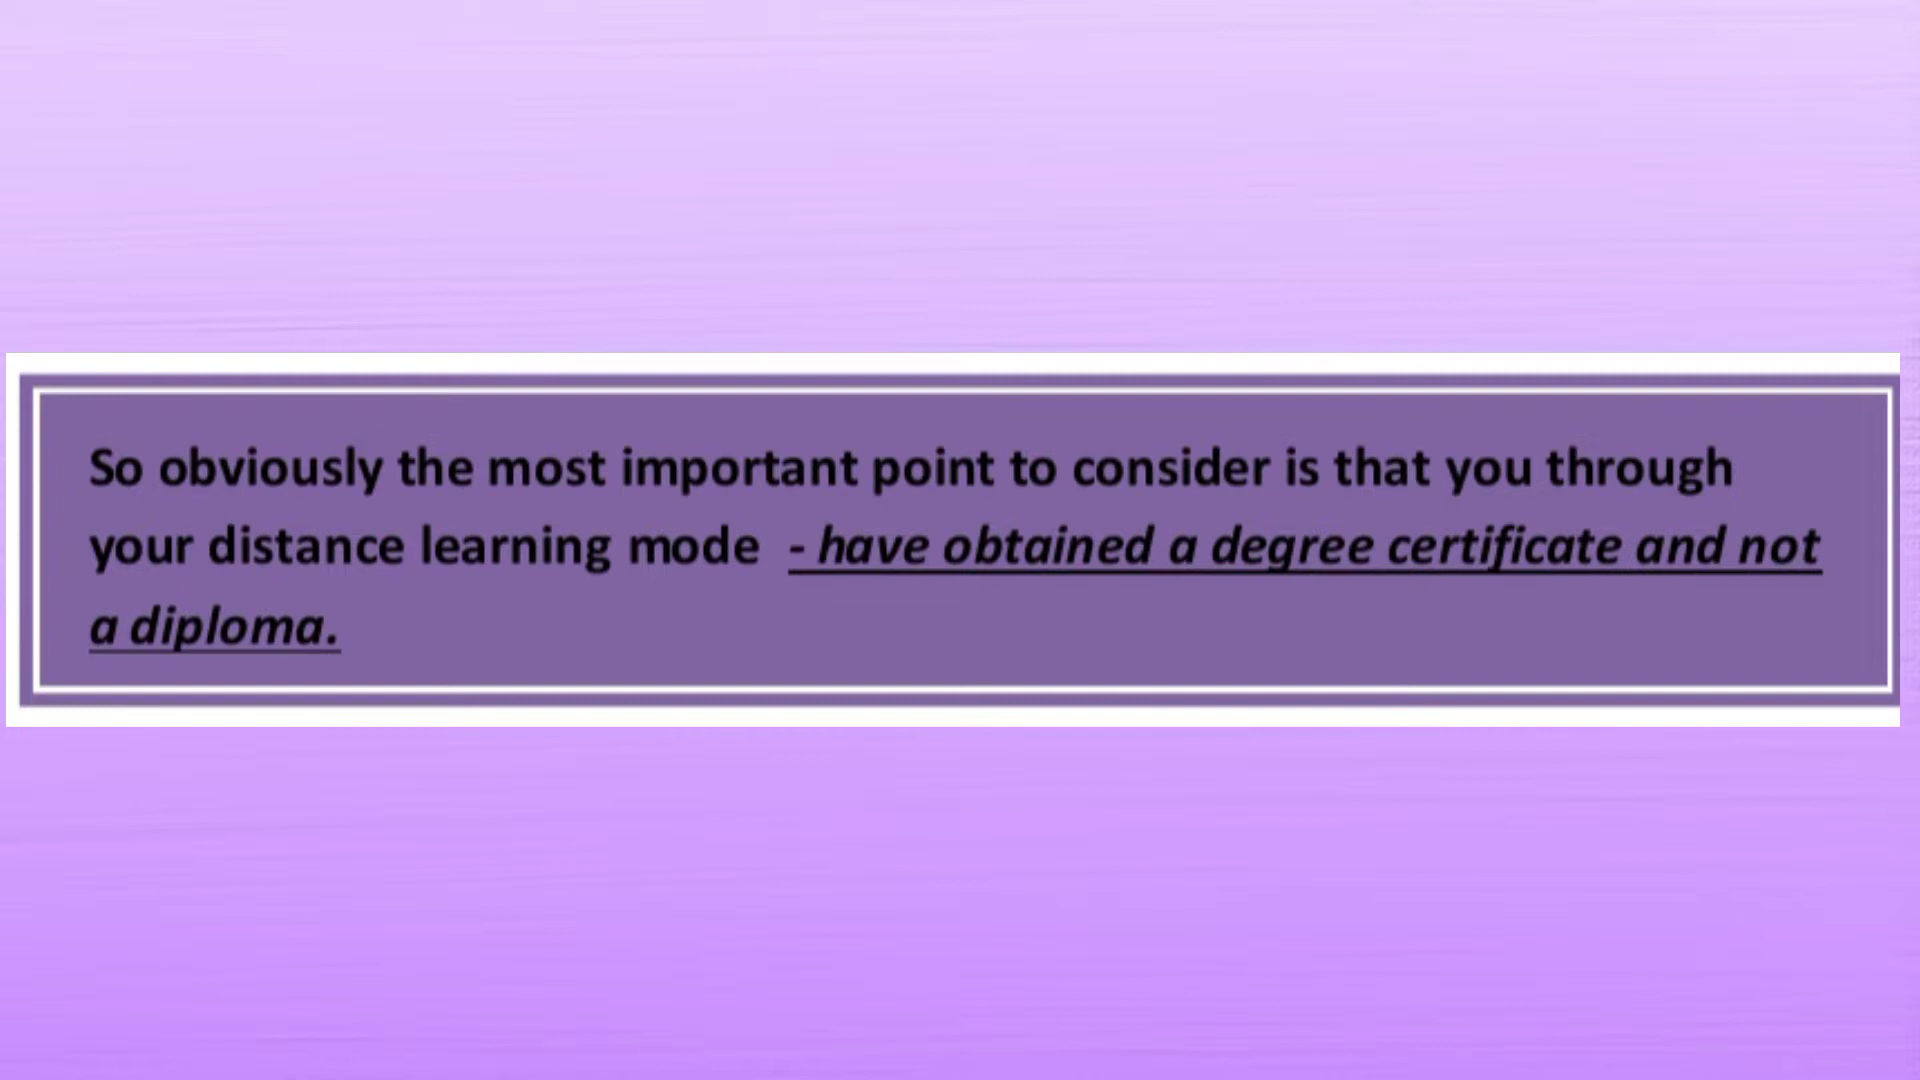 So obviously the most important point to consider is that you through
your distance learning mode  - have obtained a degree certificate and not
a diploma.